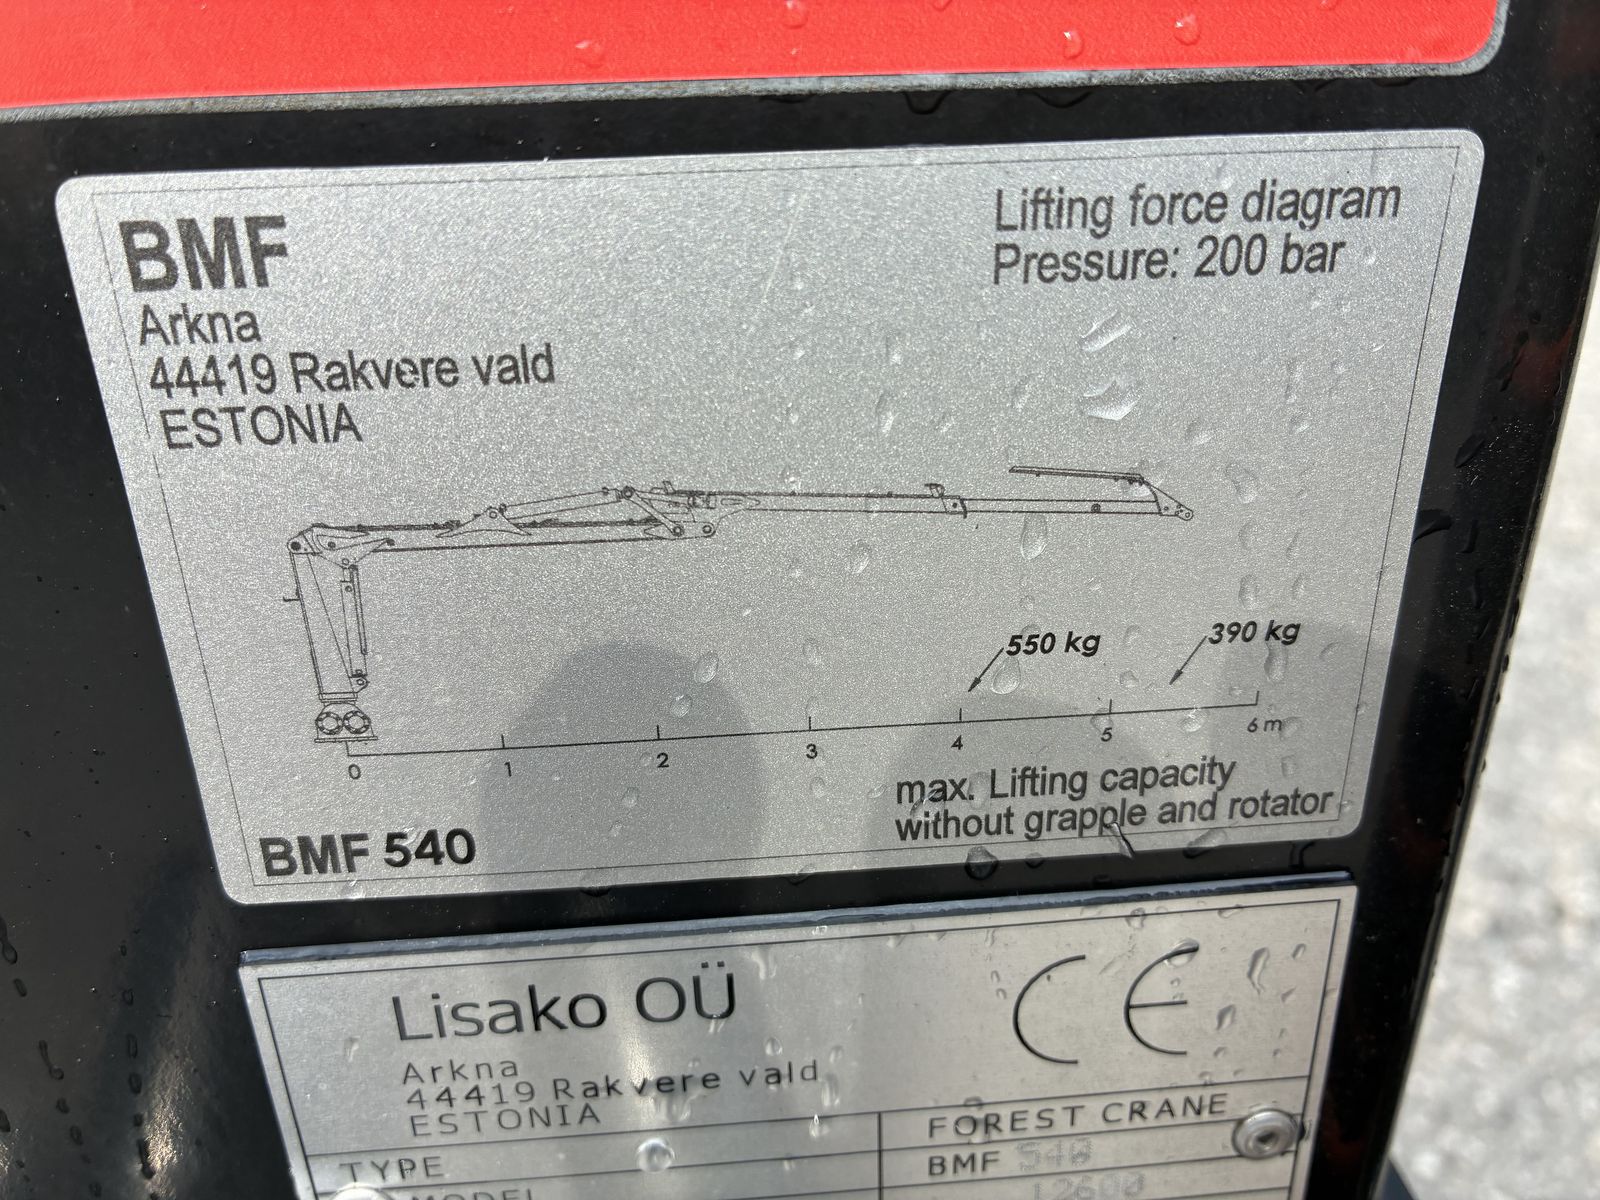 BMF
Arkna
44419 Rakvere vald
ESTONIA
Lifting force diagram
Pressure: 200 bar
550 kg
390 kg
0 1 2 3 4 5 6 m
max. Lifting capacity
without grapple and rotator
BMF 540
Lisako OÜ
CE
Arkna
44419 Rakvere vald
ESTONIA
FOREST CRANE
TYPE
BMF 540
MODEL